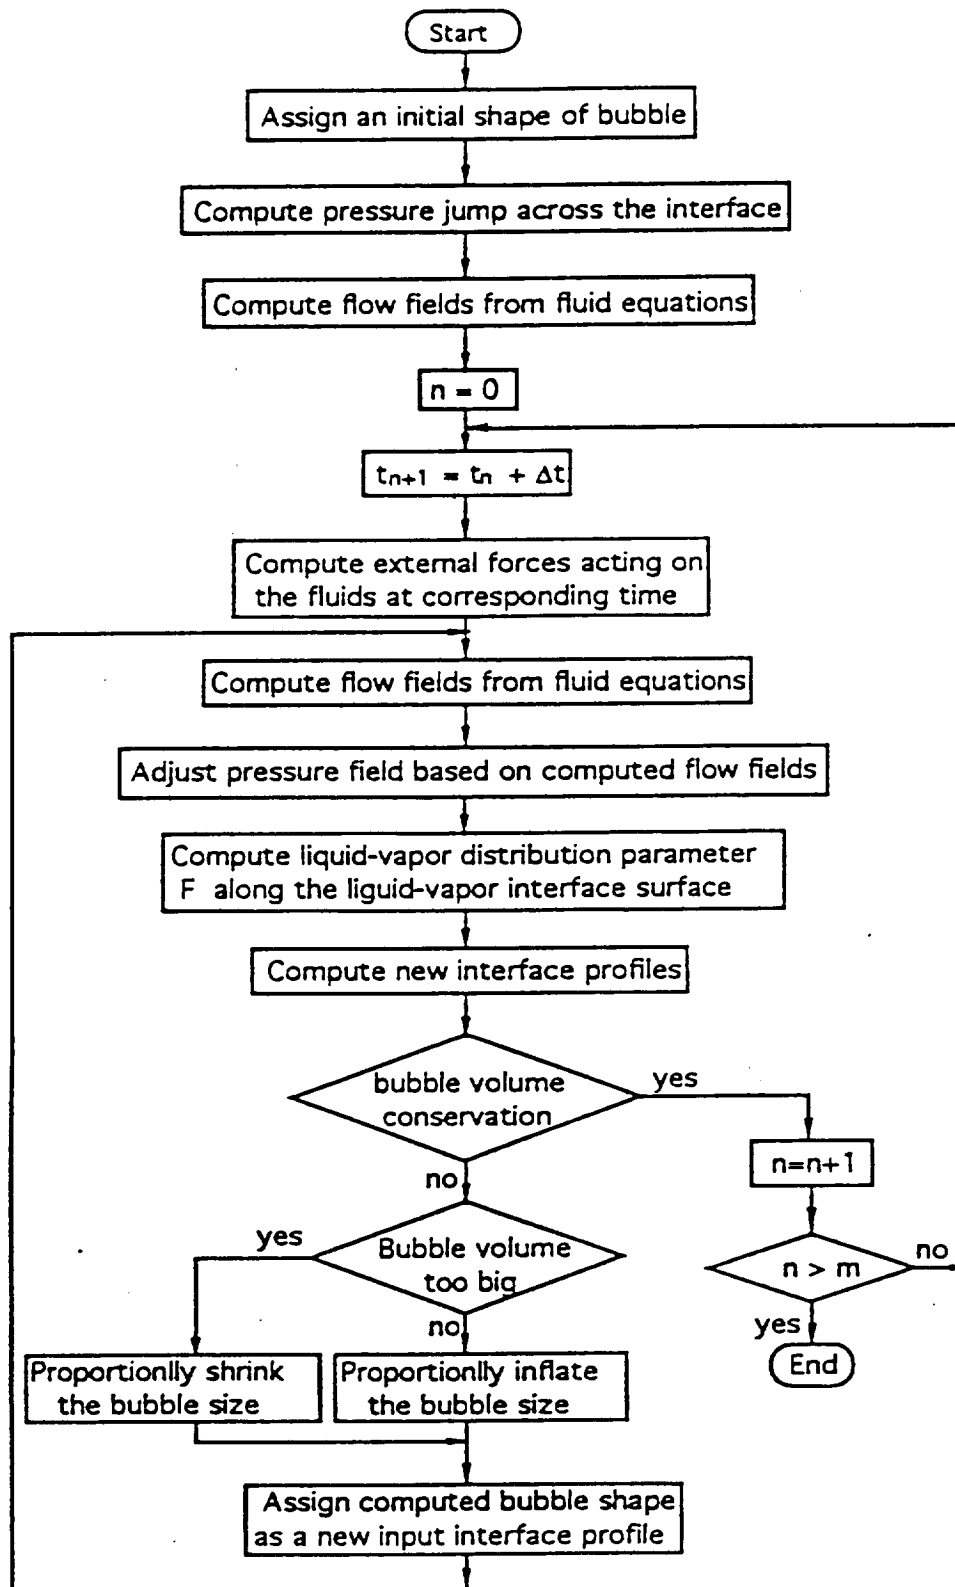 Start
Assign an initial shape of bubble
Compute pressure jump across the interface
Compute flow fields from fluid equations
n = 0
tn+1 = tn + Δt
Compute external forces acting on
the fluids at corresponding time
Compute flow fields from fluid equations
Adjust pressure field based on computed flow fields
Compute liquid-vapor distribution parameter
F along the liguid-vapor interface surface
Compute new interface profiles
bubble volume
conservation
yes
n=n+1
no
n > m
no
yes
End
Bubble volume
too big
yes
no
Proportionlly shrink
the bubble size
Proportionlly inflate
the bubble size
Assign computed bubble shape
as a new input interface profile